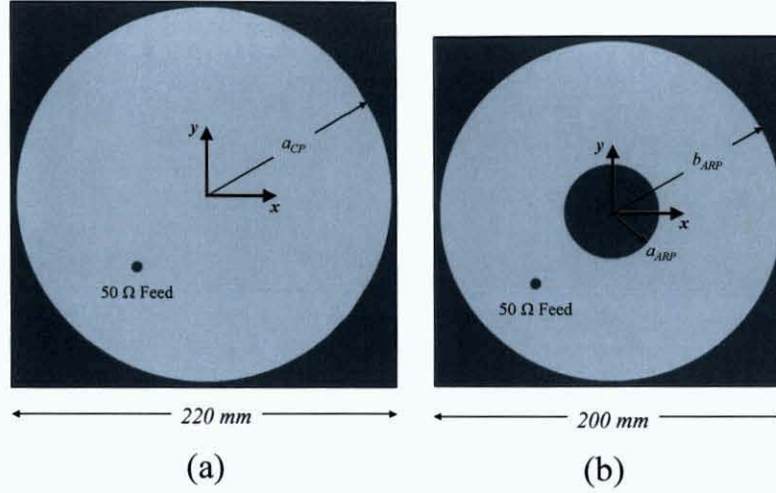 y
a_CP
x
50 Ω Feed
220 mm
(a)
y
b_ARP
x
a_ARP
50 Ω Feed
200 mm
(b)